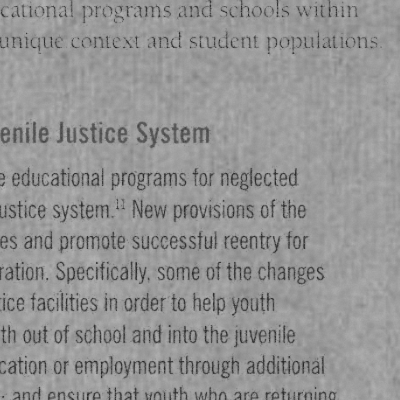 cational programs and schools within
unique context and student populations.
enile Justice System
e educational programs for neglected
ustice system.11 New provisions of the
es and promote successful reentry for
ration. Specifically, some of the changes
tice facilities in order to help youth
th out of school and into the juvenile
cation or employment through additional
; and ensure that youth who are returning